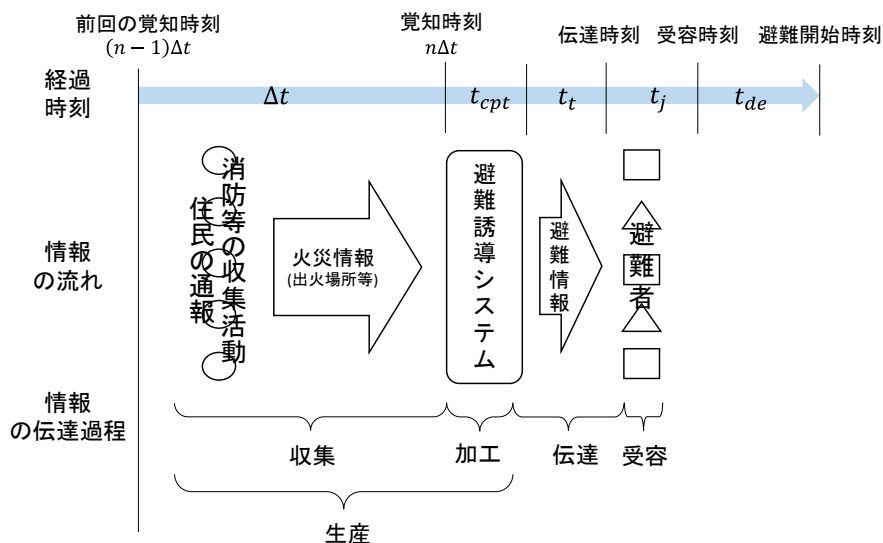 前回の覚知時刻
(n − 1)Δt
覚知時刻
nΔt
伝達時刻
受容時刻
避難開始時刻
経過
時刻
Δt
t_cpt
t_t
t_j
t_de
情報
の流れ
住民の通報
消防等の収集活動
火災情報
(出火場所等)
避難誘導システム
避難情報
避難者
情報
の伝達過程
収集
加工
伝達
受容
生産